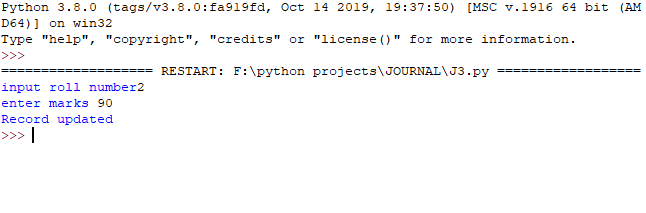 Python 3.8.0 (tags/v3.8.0:fa919fd, Oct 14 2019, 19:37:50) [MSC v.1916 64 bit (AM
D64)] on win32
Type "help", "copyright", "credits" or "license()" for more information.
>>>
=================== RESTART: F:\python projects\JOURNAL\J3.py ==================
input roll number2
enter marks 90
Record updated
>>>